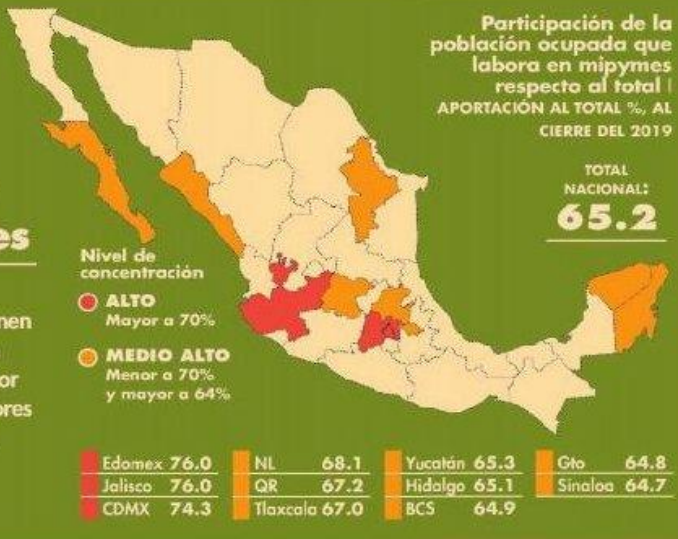 Participación de la
población ocupada que
labora en mipymes
respecto al total |
APORTACIÓN AL TOTAL %, AL
CIERRE DEL 2019
TOTAL
NACIONAL:
65.2
es
nen
or
ores
Nivel de
concentración
ALTO
Mayor a 70%
MEDIO ALTO
Menor a 70%
y mayor a 64%
Edomex 76.0
Jalisco 76.0
CDMX 74.3
NL 68.1
QR 67.2
Tlaxcala 67.0
Yucatán 65.3
Hidalgo 65.1
BCS 64.9
Gto 64.8
Sinaloa 64.7